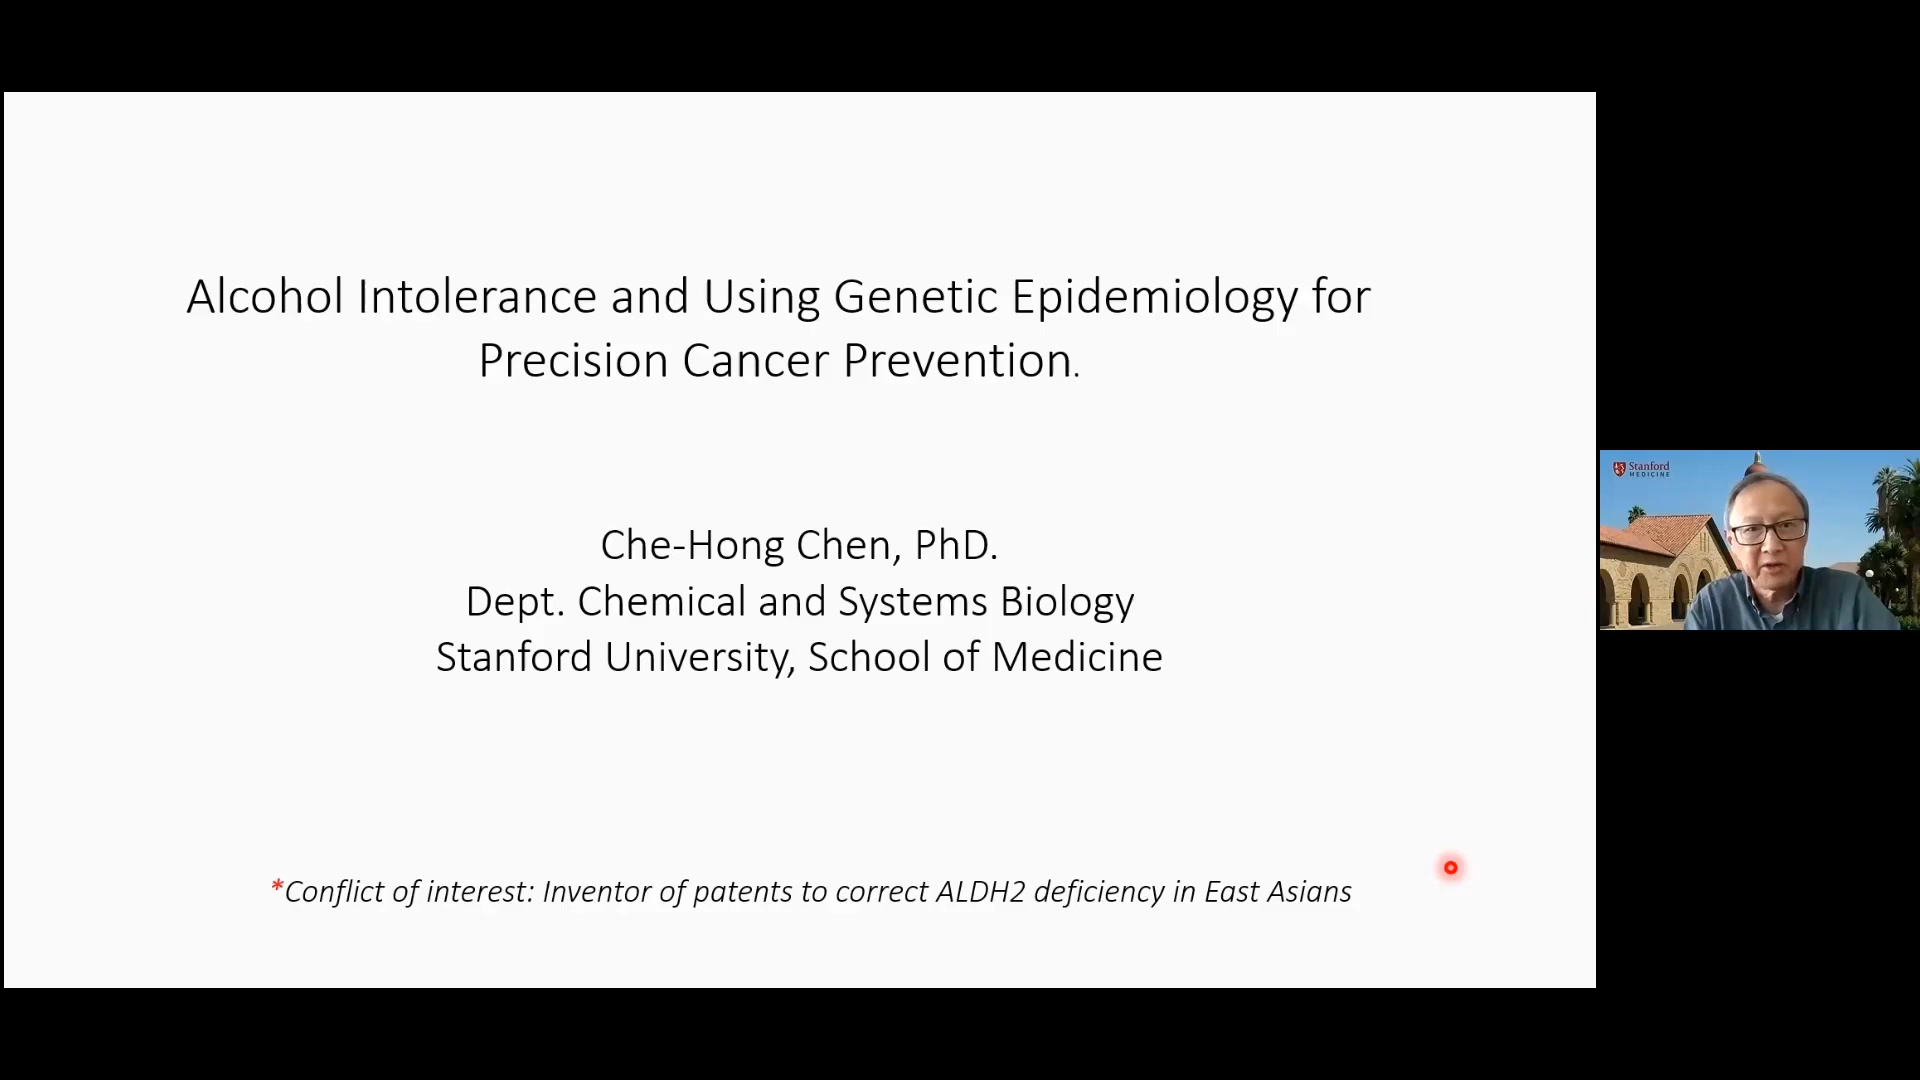 Alcohol Intolerance and Using Genetic Epidemiology for
Precision Cancer Prevention.
Che-Hong Chen, PhD.
Dept. Chemical and Systems Biology
Stanford University, School of Medicine
*Conflict of interest: Inventor of patents to correct ALDH2 deficiency in East Asians
Stanford
MEDICINE